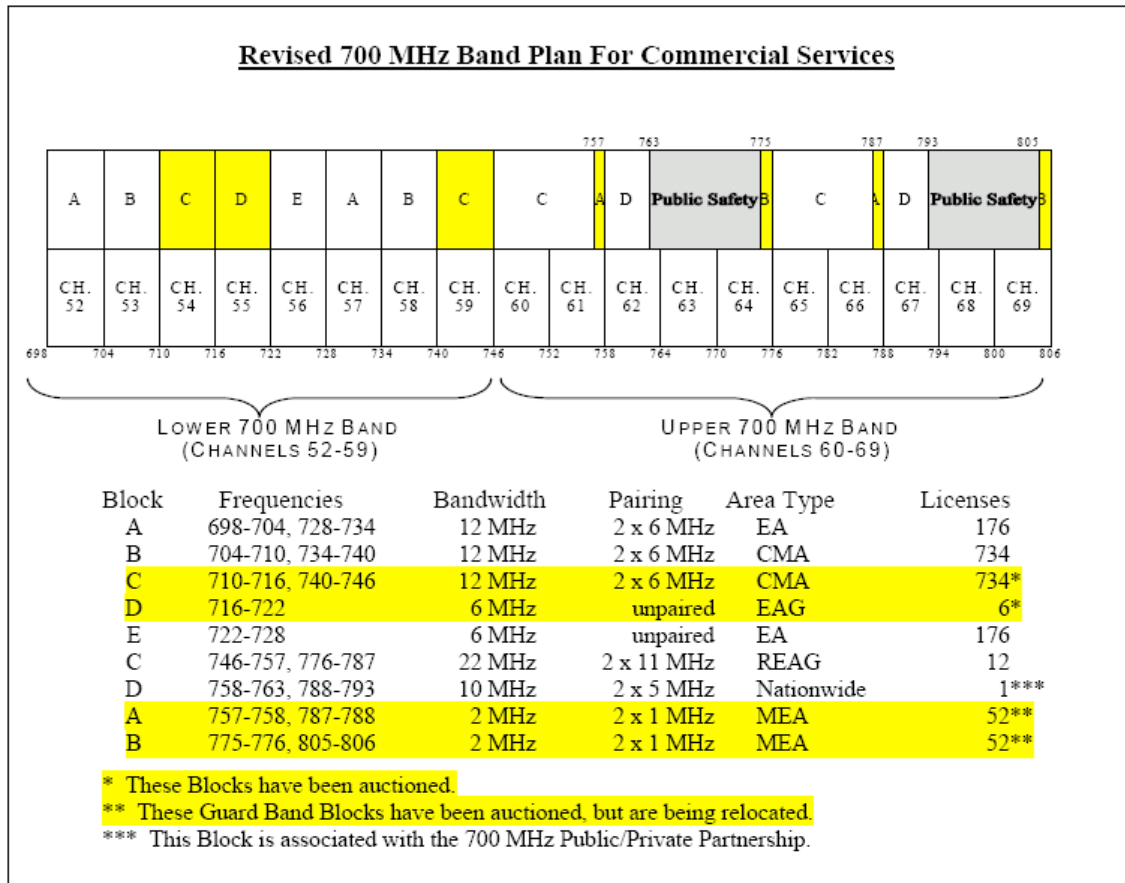 Revised 700 MHz Band Plan For Commercial Services
757 763 775 787 793 805
A B C D E A B C C A D Public Safety B C A D Public Safety B
CH. CH. CH. CH. CH. CH. CH. CH. CH. CH. CH. CH. CH. CH. CH. CH. CH. CH.
52 53 54 55 56 57 58 59 60 61 62 63 64 65 66 67 68 69
698 704 710 716 722 728 734 740 746 752 758 764 770 776 782 788 794 800 806
LOWER 700 MHZ BAND
(CHANNELS 52-59)
UPPER 700 MHZ BAND
(CHANNELS 60-69)
Block Frequencies Bandwidth Pairing Area Type Licenses
A 698-704, 728-734 12 MHz 2 x 6 MHz EA 176
B 704-710, 734-740 12 MHz 2 x 6 MHz CMA 734
C 710-716, 740-746 12 MHz 2 x 6 MHz CMA 734*
D 716-722 6 MHz unpaired EAG 6*
E 722-728 6 MHz unpaired EA 176
C 746-757, 776-787 22 MHz 2 x 11 MHz REAG 12
D 758-763, 788-793 10 MHz 2 x 5 MHz Nationwide 1***
A 757-758, 787-788 2 MHz 2 x 1 MHz MEA 52**
B 775-776, 805-806 2 MHz 2 x 1 MHz MEA 52**
* These Blocks have been auctioned.
** These Guard Band Blocks have been auctioned, but are being relocated.
*** This Block is associated with the 700 MHz Public/Private Partnership.